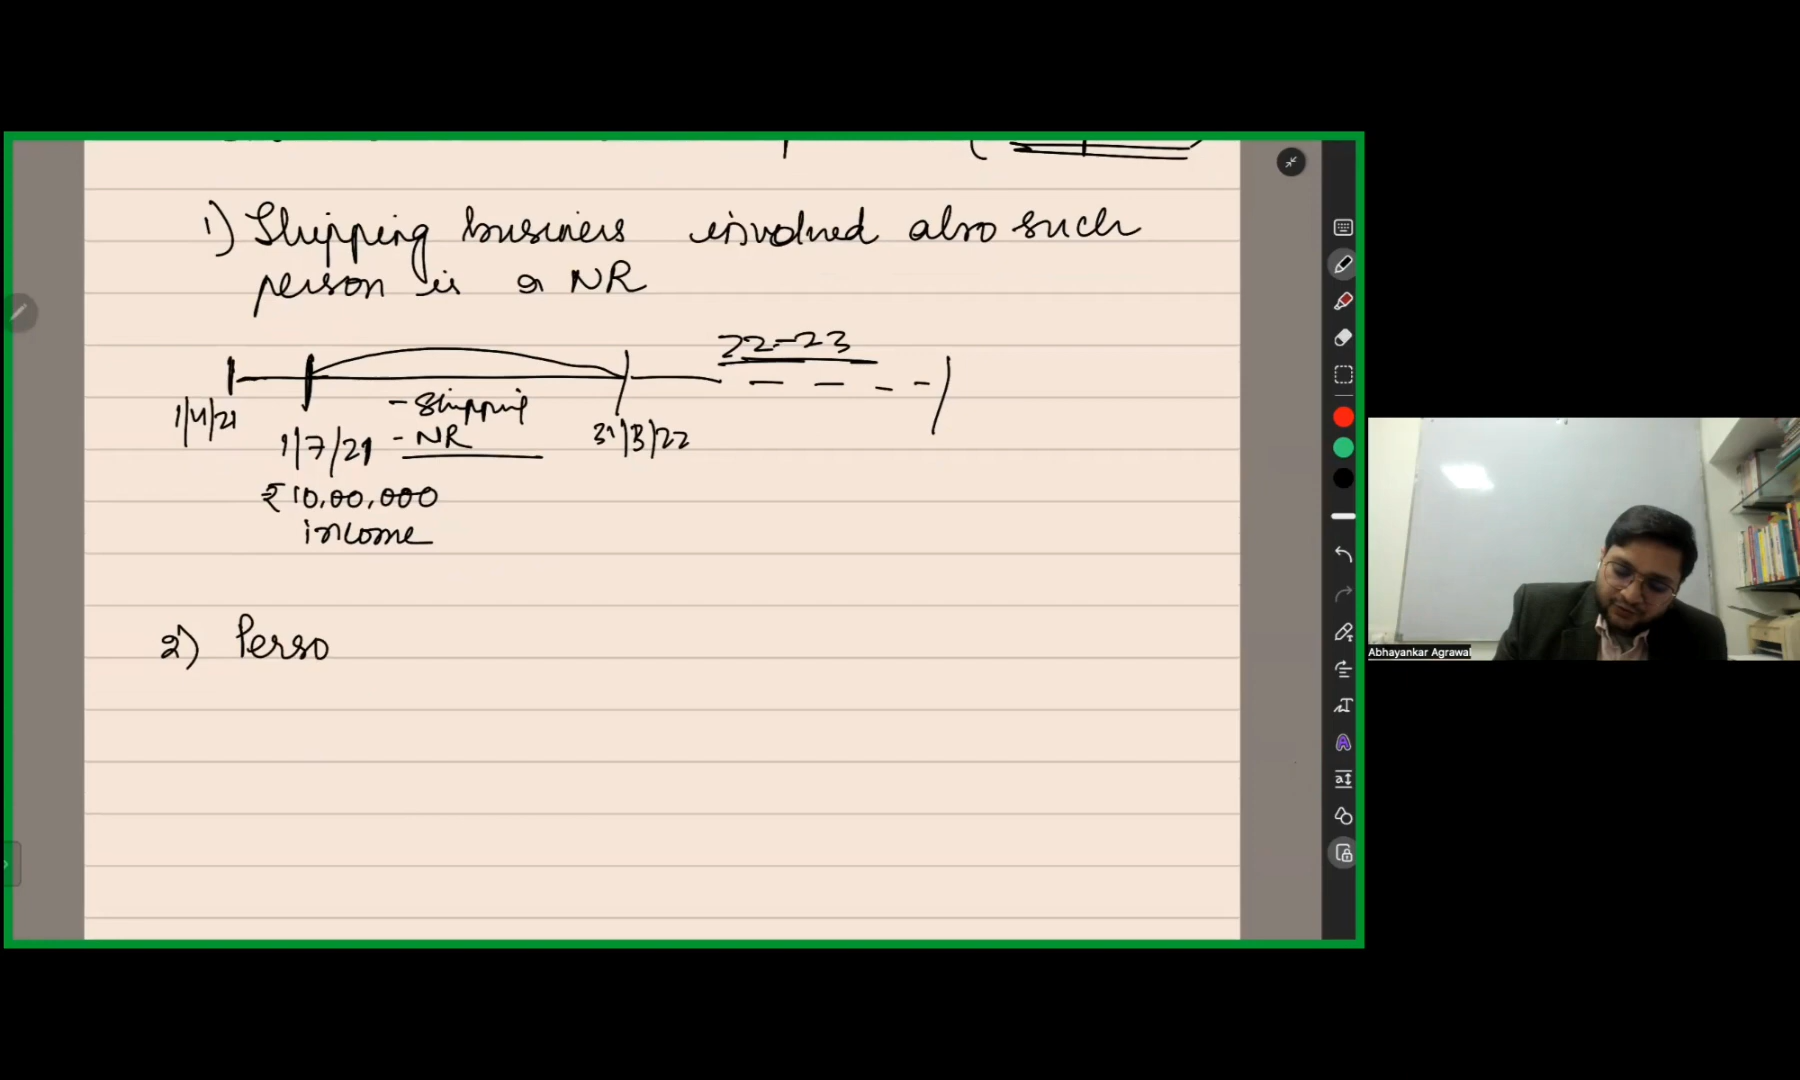 1) Shipping business involved also such
person is a NR
22-23
1/4/21
- Shipping
1/7/21 - NR
31/3/22
₹10,00,000
income
2) Perso
Abhayankar Agrawal